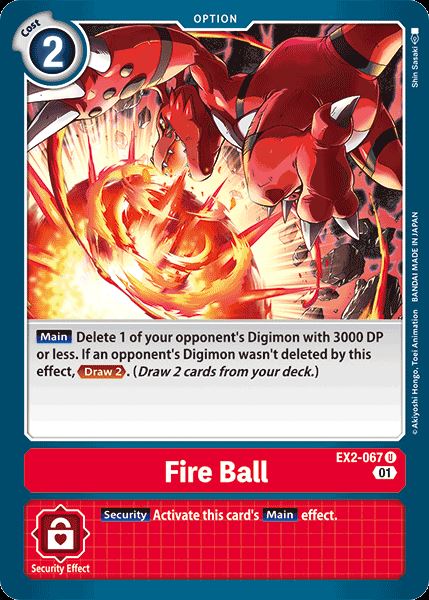 OPTION
Cost
2
Shin Sasaki
© Akiyoshi Hongo, Toei Animation BANDAI MADE IN JAPAN
Main Delete 1 of your opponent's Digimon with 3000 DP
or less. If an opponent's Digimon wasn't deleted by this
effect, Draw 2. (Draw 2 cards from your deck.)
EX2-067 U
Fire Ball
01
Security Activate this card's Main effect.
Security Effect